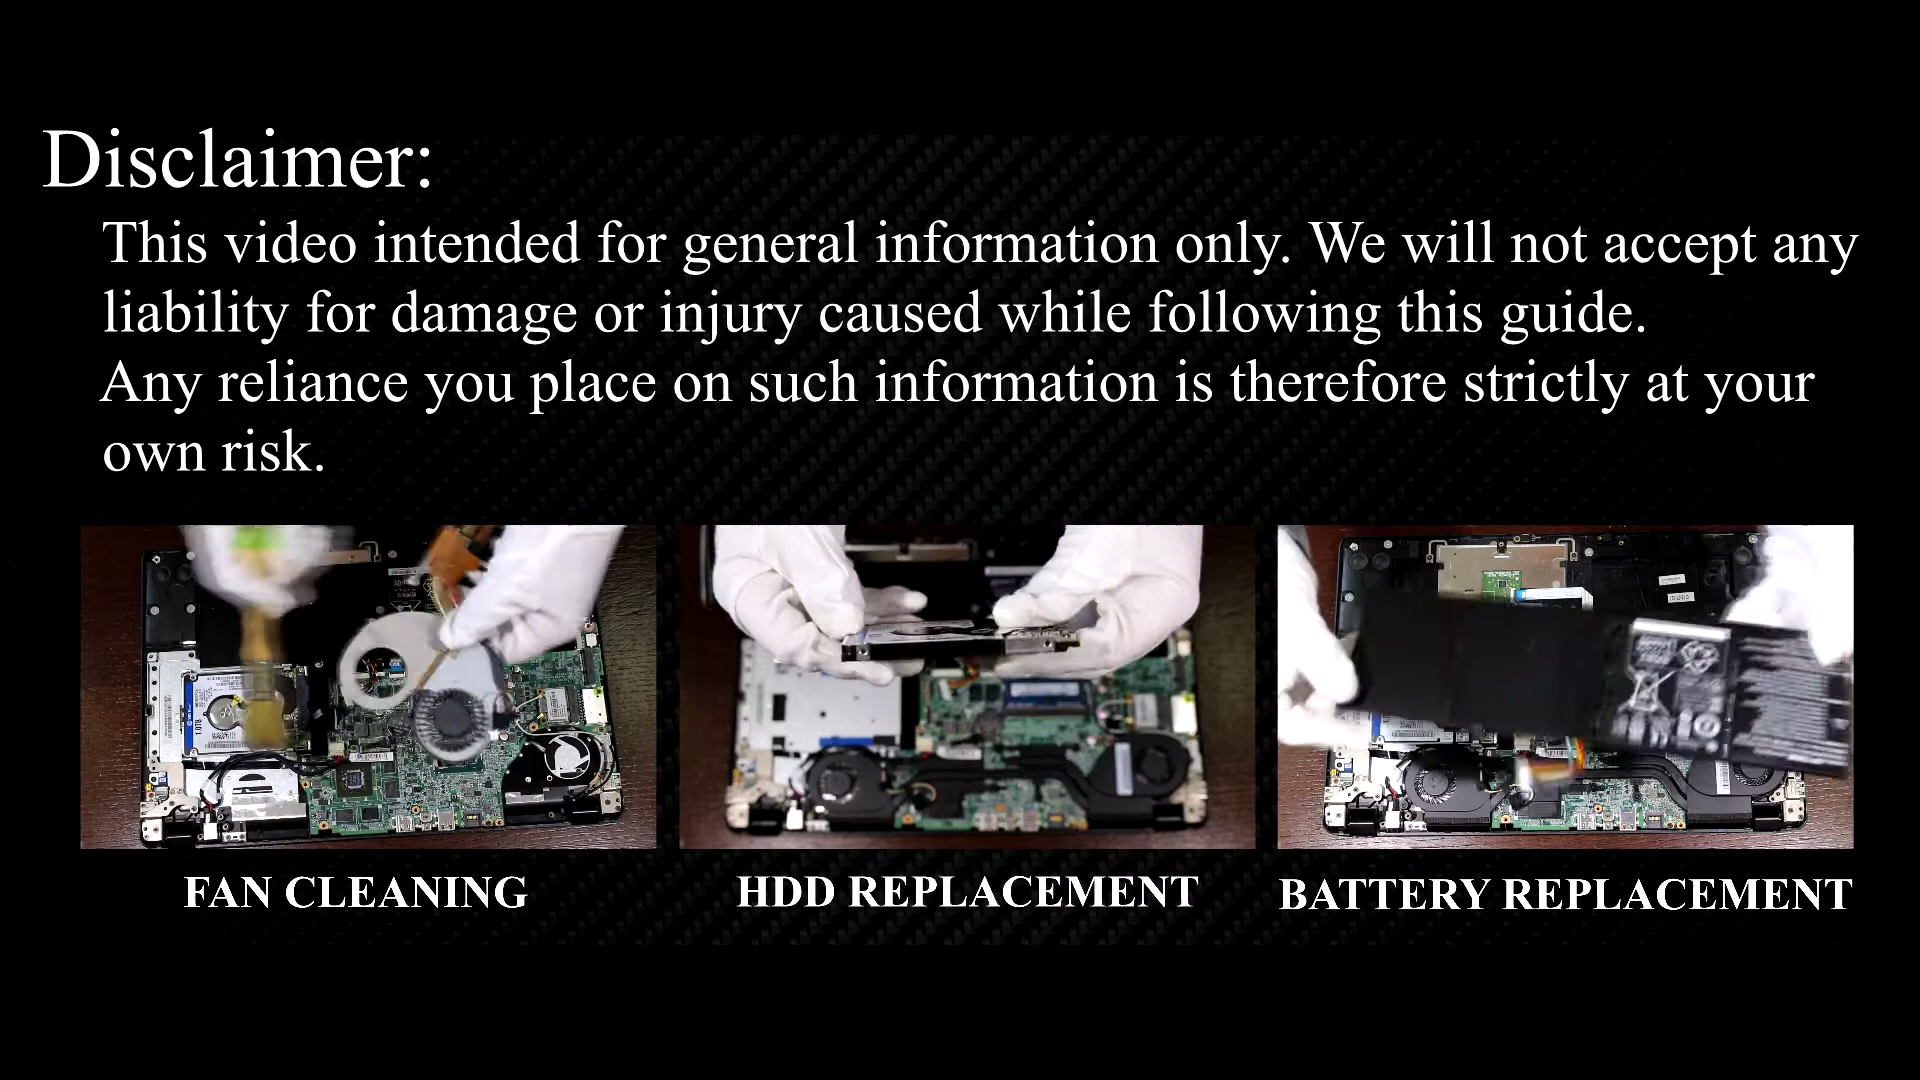 Disclaimer:
This video intended for general information only. We will not accept any
liability for damage or injury caused while following this guide.
Any reliance you place on such information is therefore strictly at your
own risk.
FAN CLEANING
HDD REPLACEMENT
BATTERY REPLACEMENT